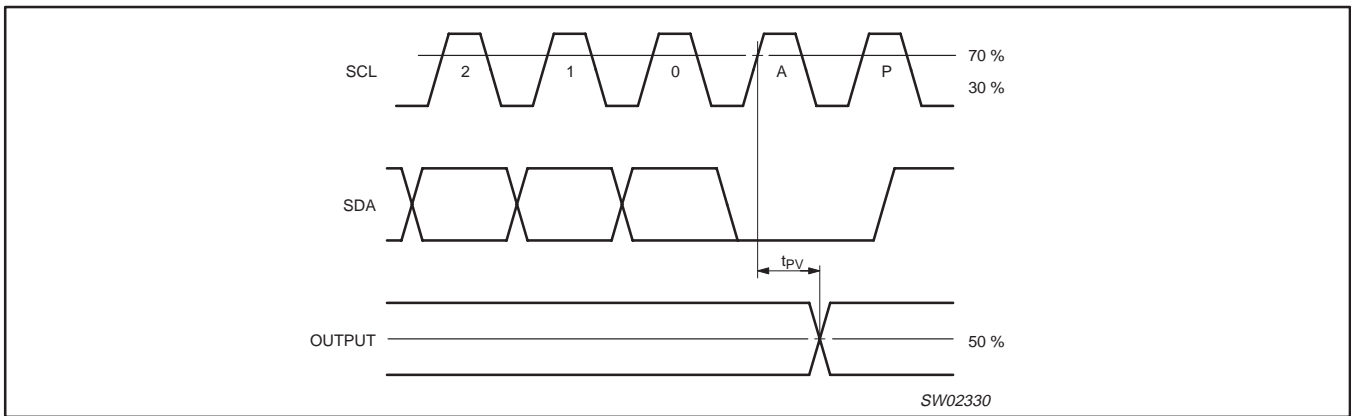 SCL 2 1 0 A P 70 %
30 %
SDA
tPV
OUTPUT 50 %
SW02330